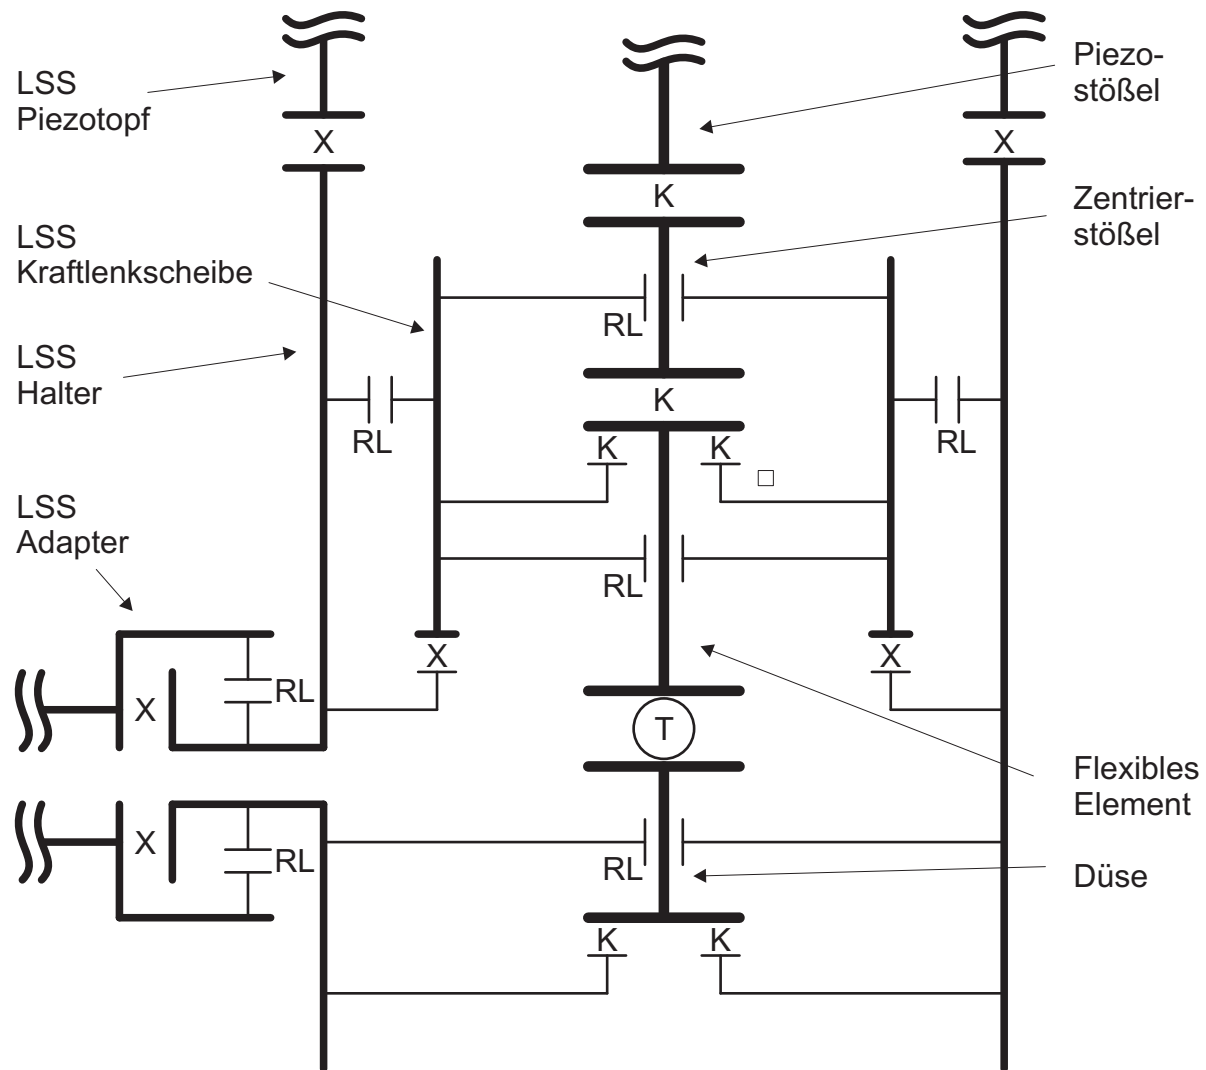 LSS
Piezotopf
Piezo-
stößel
X
X
K
Zentrier-
stößel
LSS
Kraftlenkscheibe
RL
LSS
Halter
K
RL
RL
K
K
LSS
Adapter
RL
X
X
RL
X
T
Flexibles
Element
X
RL
RL
Düse
K
K